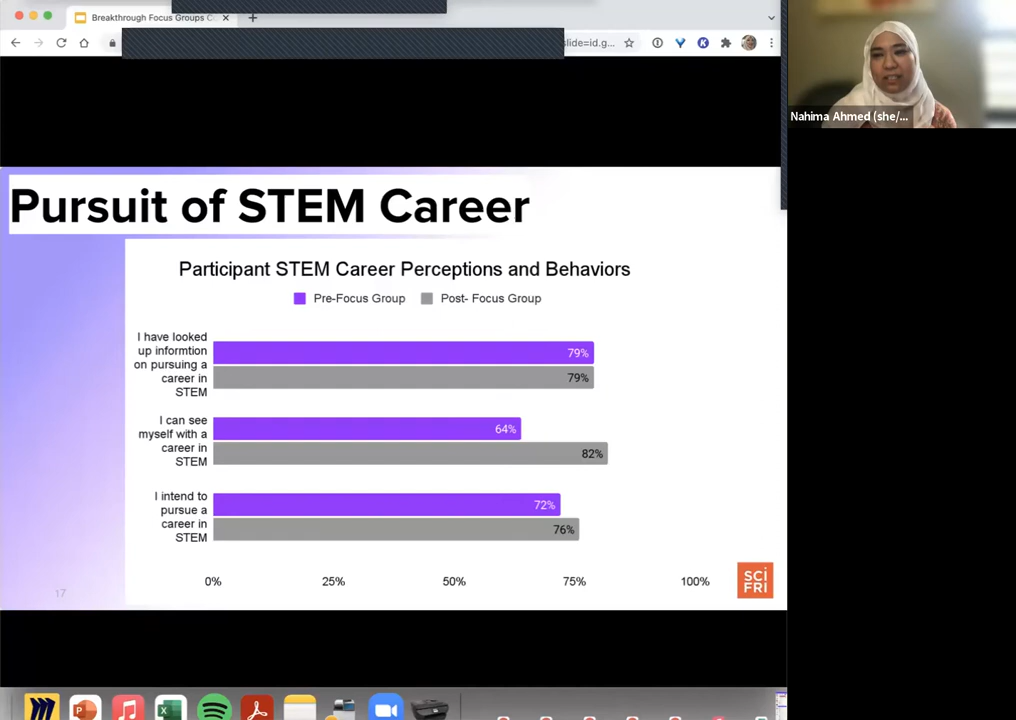 Breakthrough Focus Groups C
slide=id.g...
Nahima Ahmed (she/...
Pursuit of STEM Career
Participant STEM Career Perceptions and Behaviors
Pre-Focus Group
Post- Focus Group
I have looked
up informtion
on pursuing a
career in
STEM
79%
79%
I can see
myself with a
career in
STEM
64%
82%
I intend to
pursue a
career in
STEM
72%
76%
0%
25%
50%
75%
100%
17
SCi
FRI